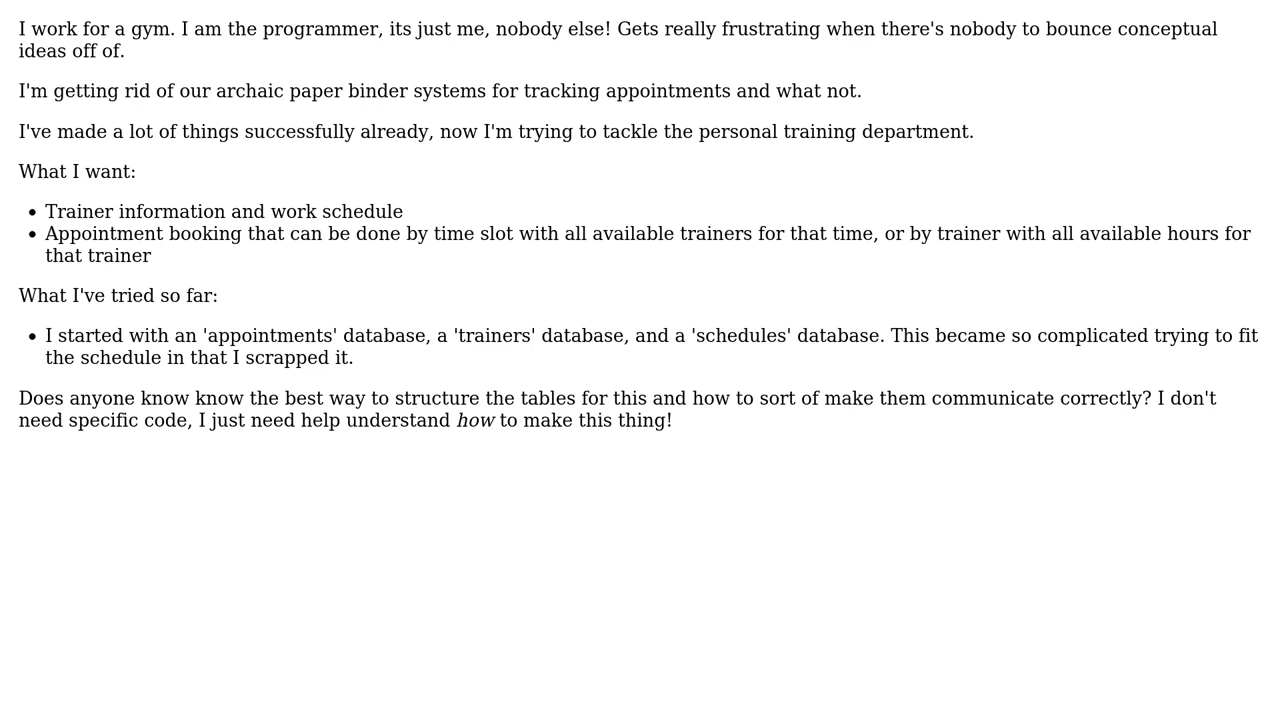 I work for a gym. I am the programmer, its just me, nobody else! Gets really frustrating when there's nobody to bounce conceptual
ideas off of.
I'm getting rid of our archaic paper binder systems for tracking appointments and what not.
I've made a lot of things successfully already, now I'm trying to tackle the personal training department.
What I want:
• Trainer information and work schedule
• Appointment booking that can be done by time slot with all available trainers for that time, or by trainer with all available hours for
that trainer
What I've tried so far:
• I started with an 'appointments' database, a 'trainers' database, and a 'schedules' database. This became so complicated trying to fit
the schedule in that I scrapped it.
Does anyone know know the best way to structure the tables for this and how to sort of make them communicate correctly? I don't
need specific code, I just need help understand how to make this thing!